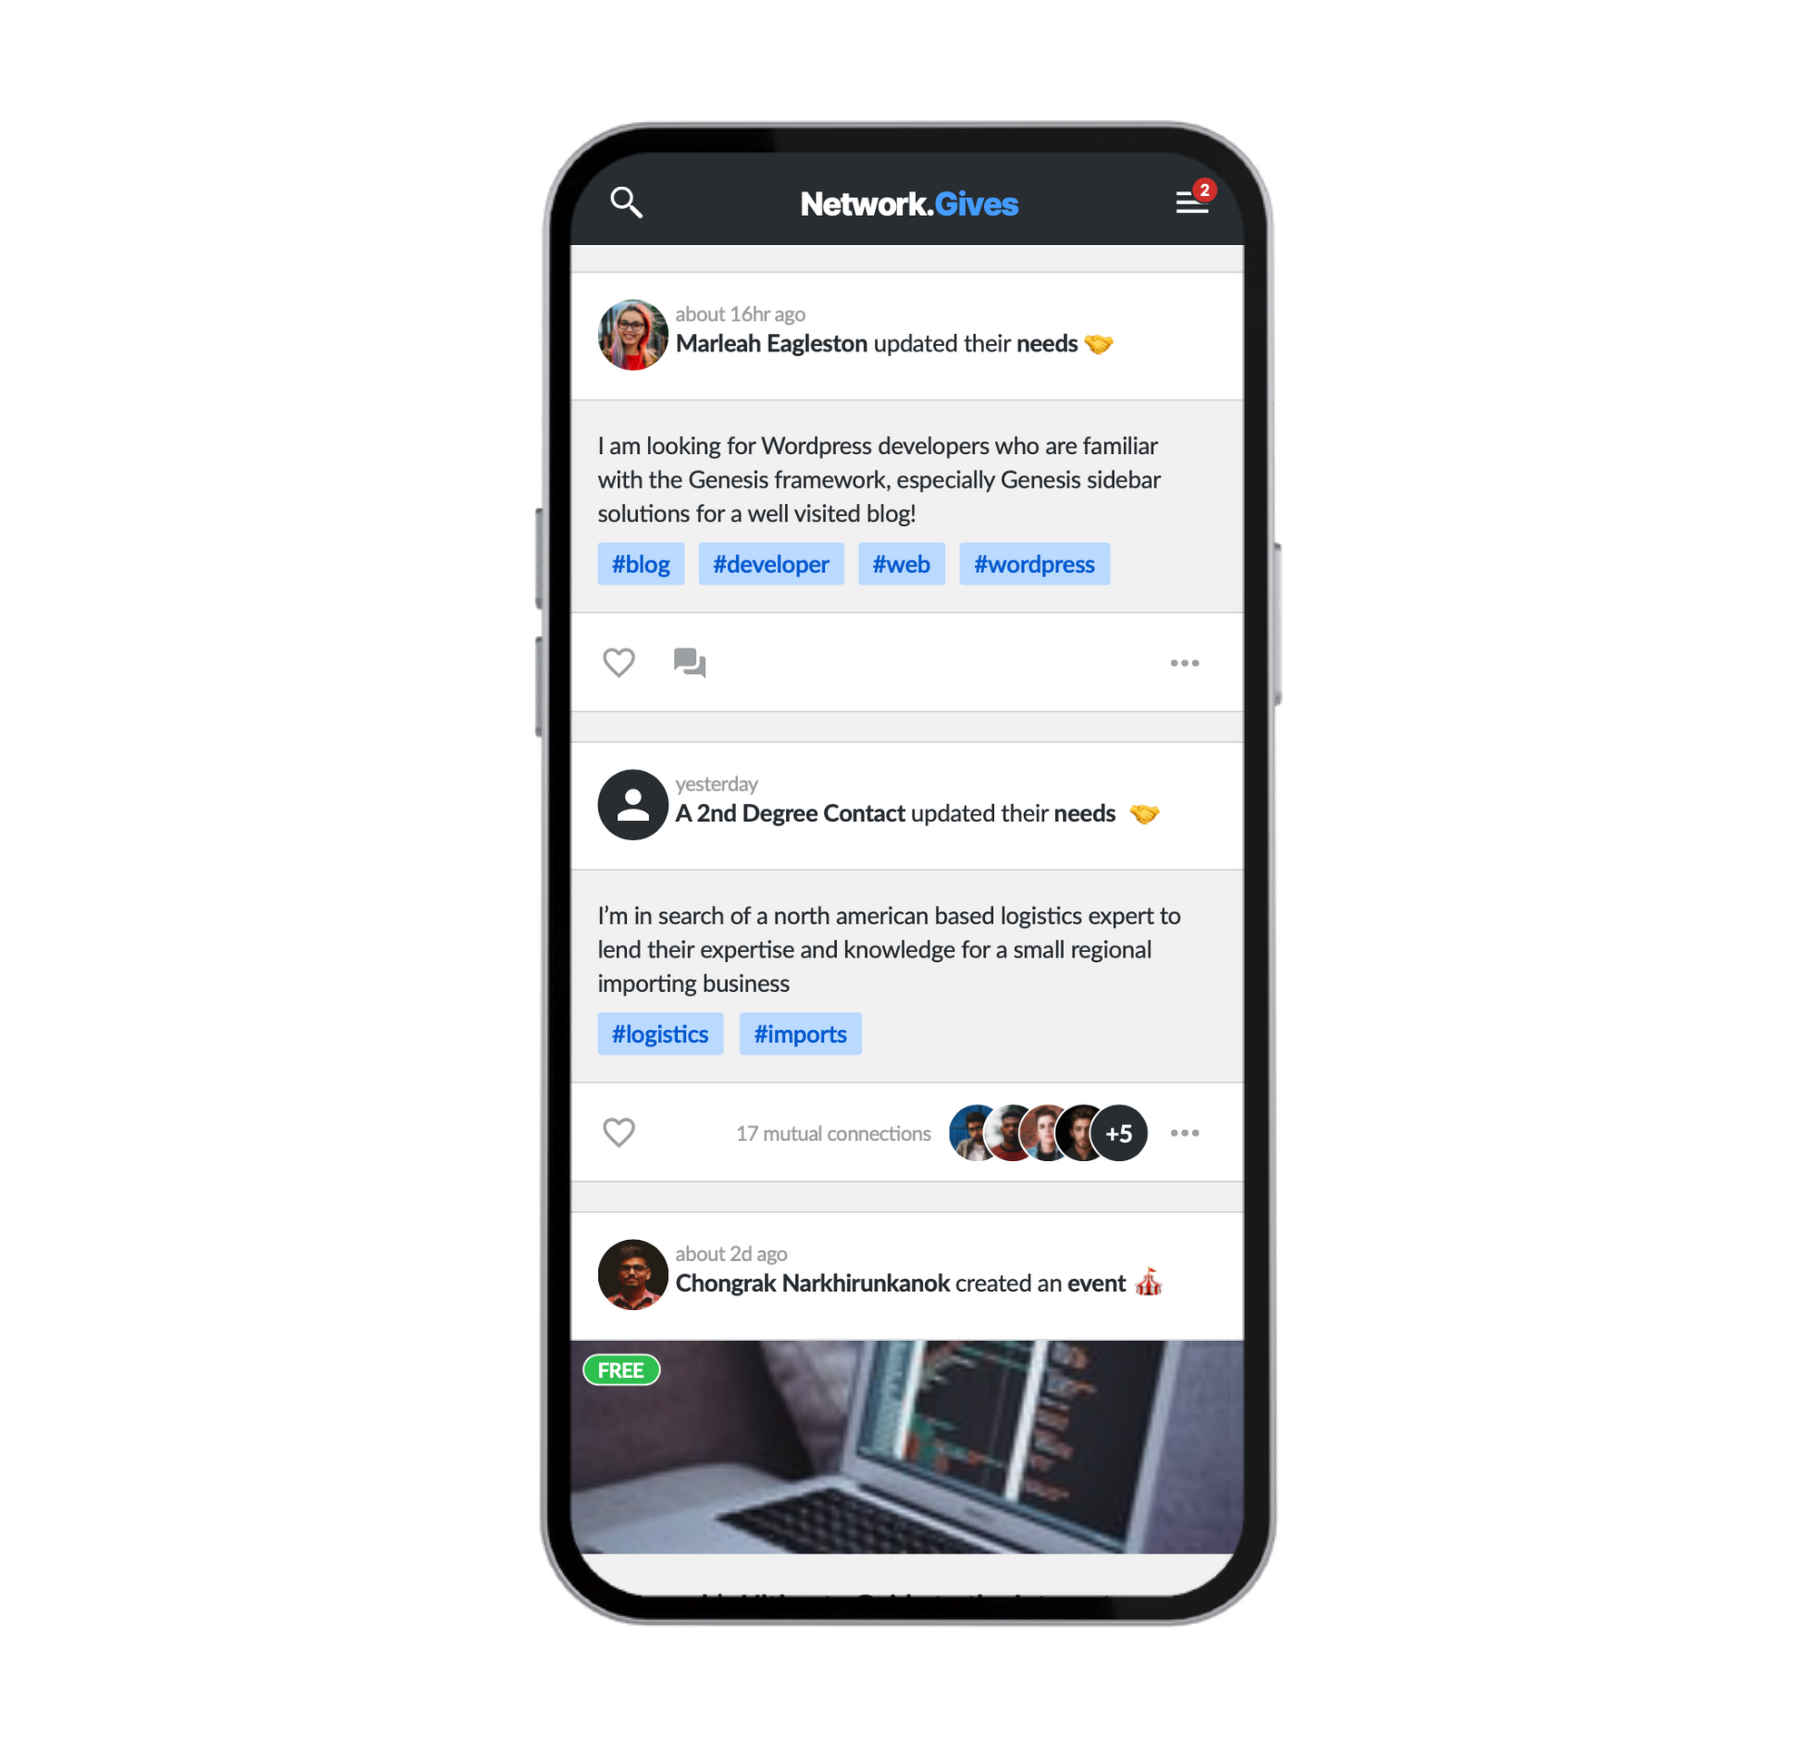 Network.Gives
2
about 16hr ago
Marleah Eagleston updated their needs
I am looking for Wordpress developers who are familiar
with the Genesis framework, especially Genesis sidebar
solutions for a well visited blog!
#blog #developer #web #wordpress
yesterday
A 2nd Degree Contact updated their needs
I'm in search of a north american based logistics expert to
lend their expertise and knowledge for a small regional
importing business
#logistics #imports
17 mutual connections +5
about 2d ago
Chongrak Narkhirunkanok created an event
FREE